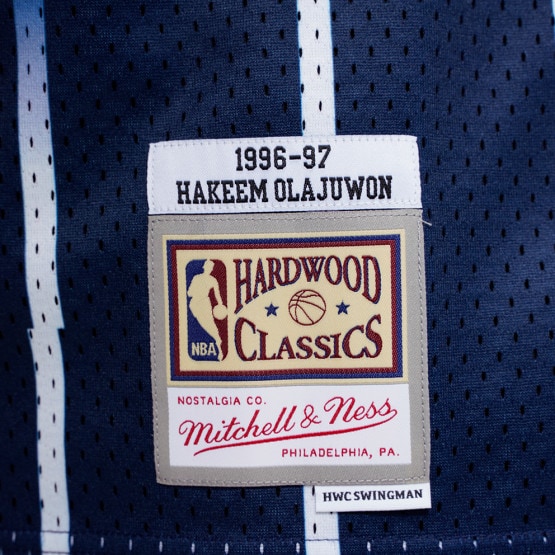 1996-97
HAKEEM OLAJUWON
HARDWOOD
CLASSICS
NBA
NOSTALGIA CO.
Mitchell & Ness
PHILADELPHIA, PA.
HWC SWINGMAN